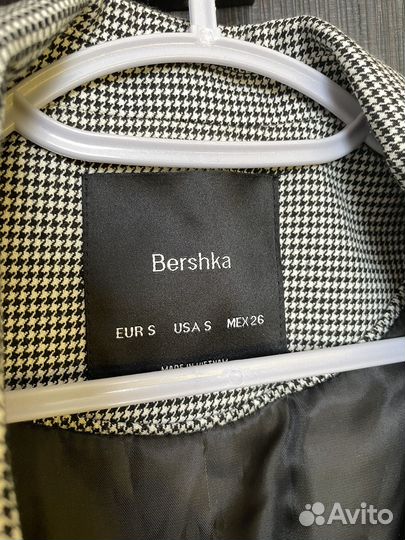 Bershka
EUR S USA S MEX 26
MADE IN VIETNAM
Avito